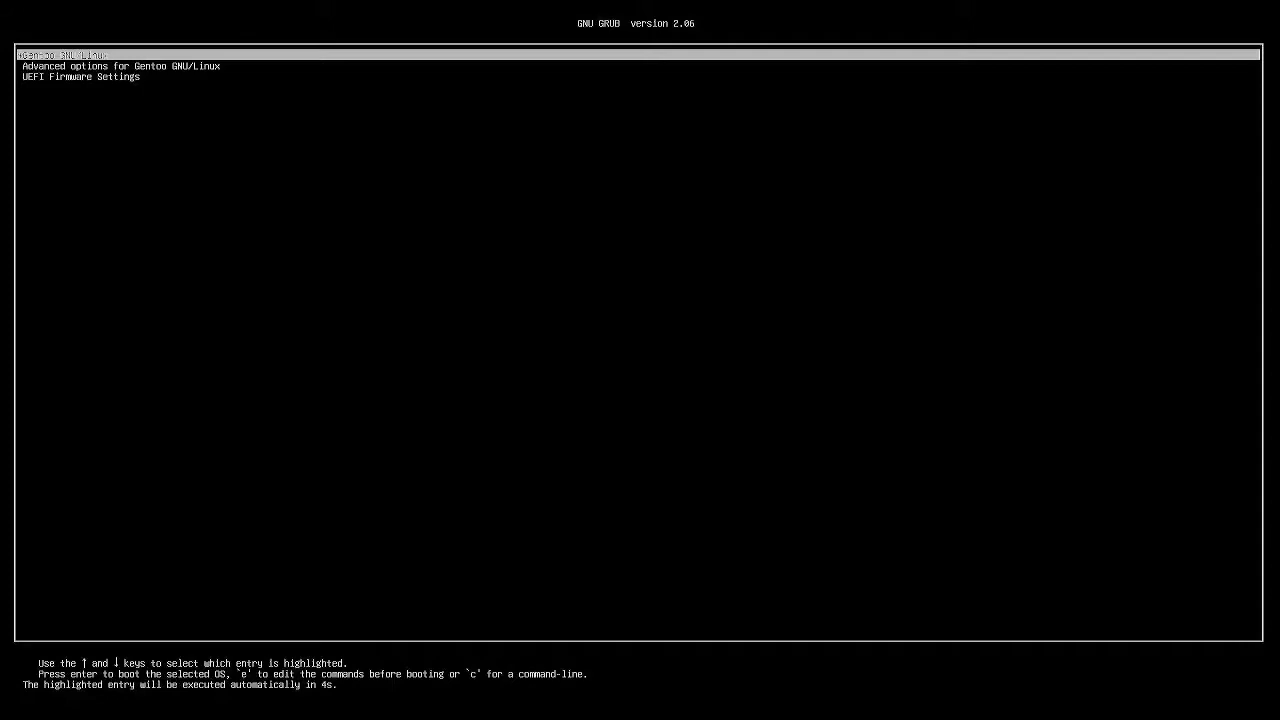 GNU GRUB  version 2.06
*Gentoo GNU/Linux
Advanced options for Gentoo GNU/Linux
UEFI Firmware Settings
Use the ↑ and ↓ keys to select which entry is highlighted.
Press enter to boot the selected OS, `e' to edit the commands before booting or `c' for a command-line.
The highlighted entry will be executed automatically in 4s.